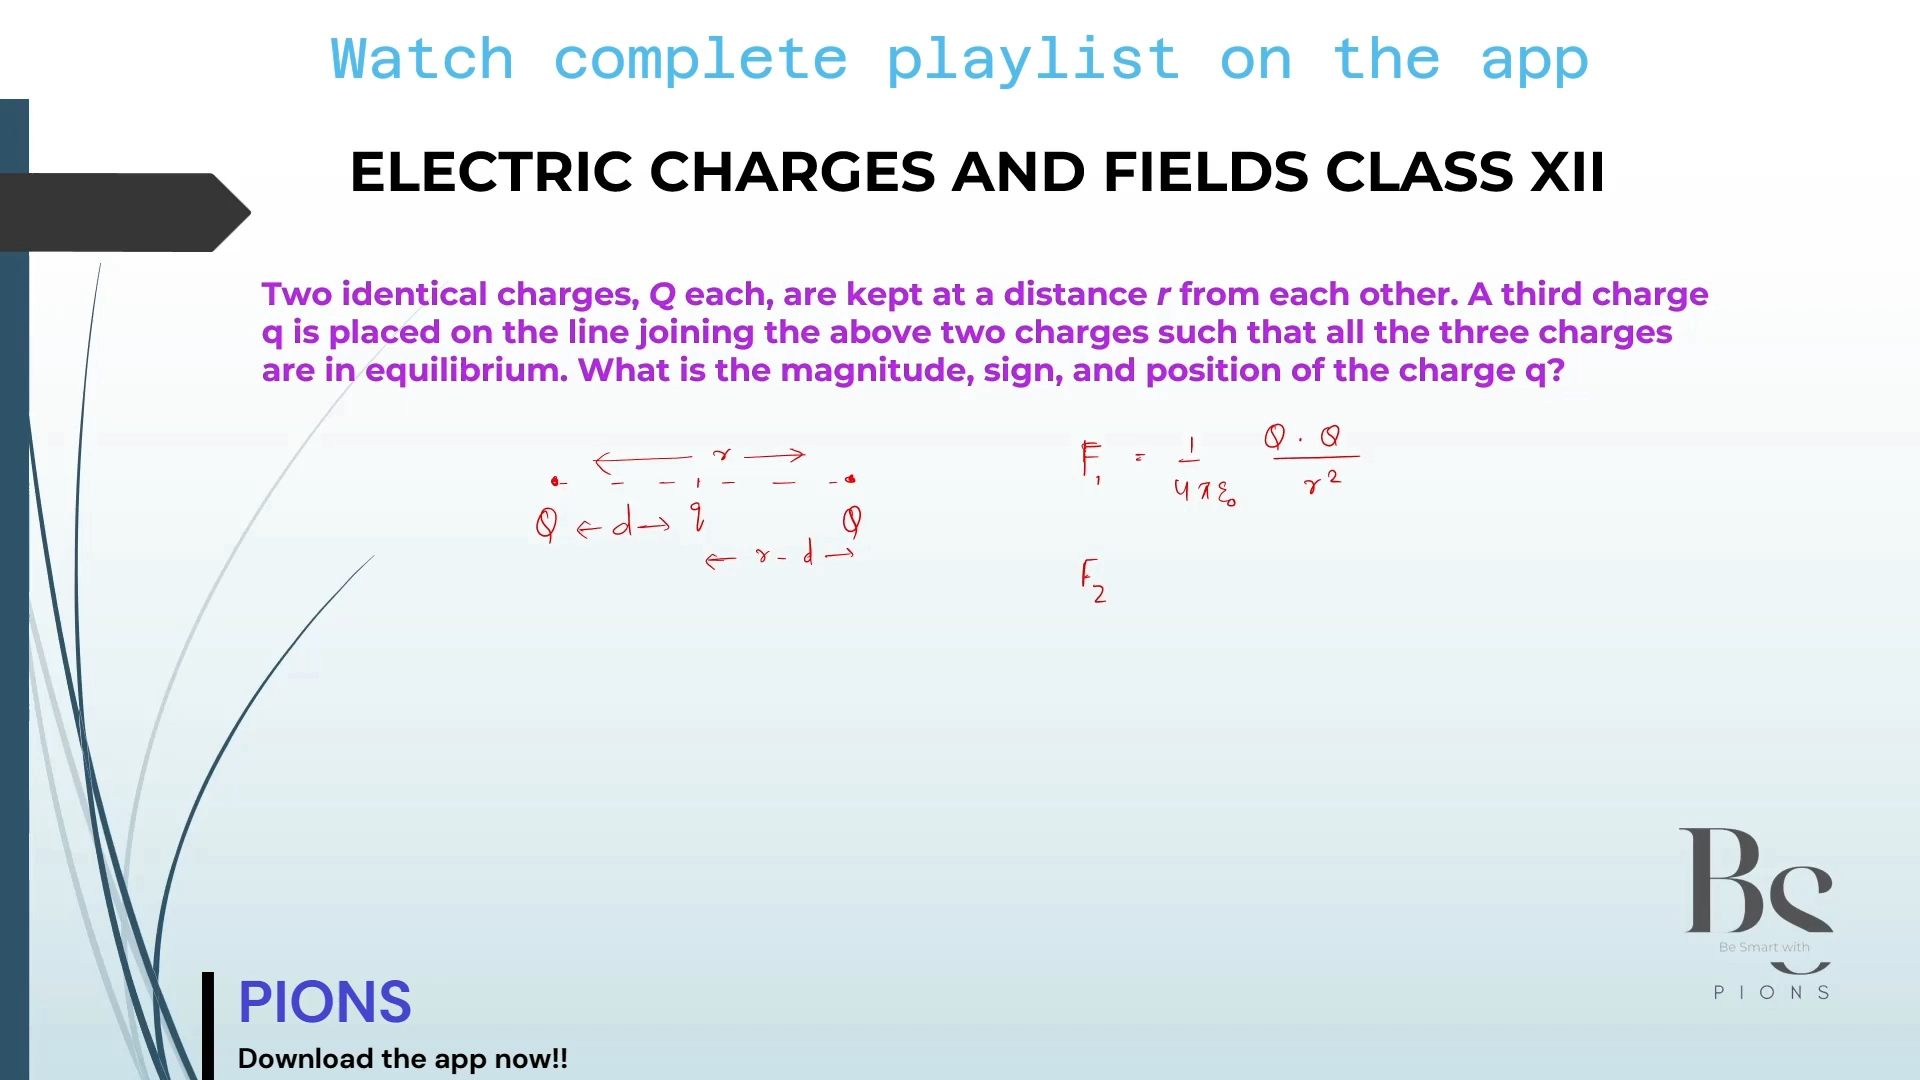 Watch complete playlist on the app
ELECTRIC CHARGES AND FIELDS CLASS XII
Two identical charges, Q each, are kept at a distance r from each other. A third charge
q is placed on the line joining the above two charges such that all the three charges
are in equilibrium. What is the magnitude, sign, and position of the charge q?
← r →
Q ← d → q Q
← r - d →
F₁ = 1/4πε₀ Q · Q/r²
F₂
Bs
Be Smart with
PIONS
PIONS
Download the app now!!